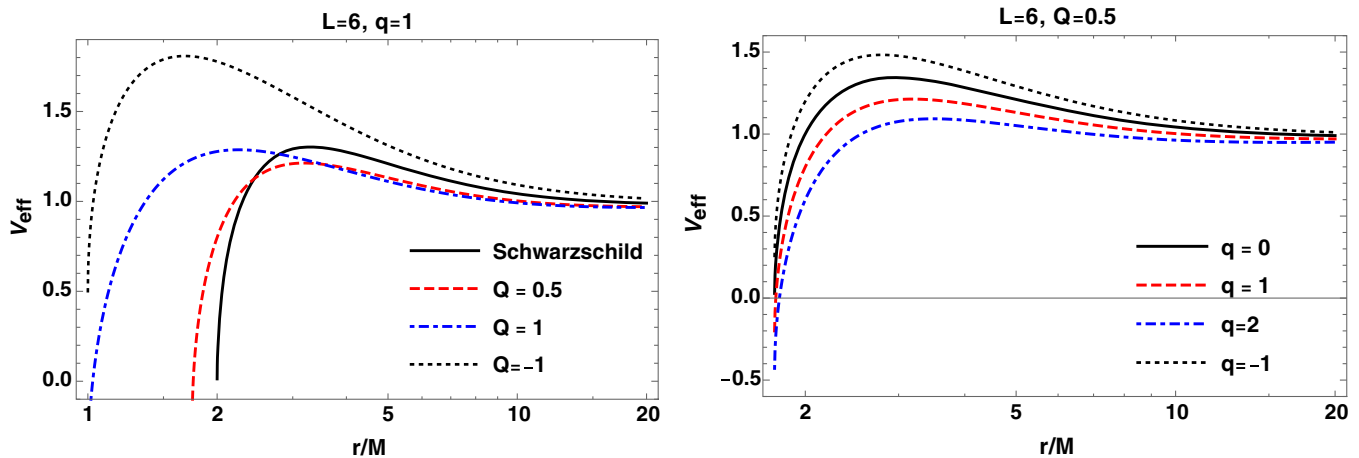 L=6, q=1
V_eff
1.5
1.0
0.5
0.0
Schwarzschild
Q = 0.5
Q = 1
Q=−1
1 2 5 10 20
r/M
L=6, Q=0.5
V_eff
1.5
1.0
0.5
0.0
−0.5
q = 0
q = 1
q=2
q=−1
2 5 10 20
r/M